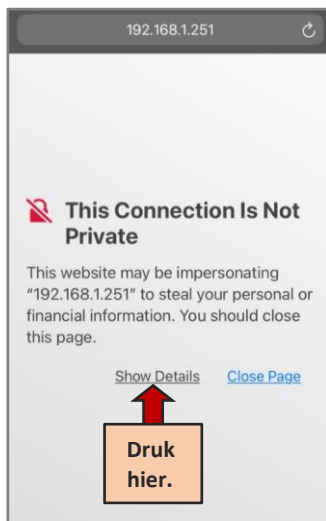 192.168.1.251
This Connection Is Not
Private
This website may be impersonating
“192.168.1.251” to steal your personal or
financial information. You should close
this page.
Show Details Close Page
Druk
hier.